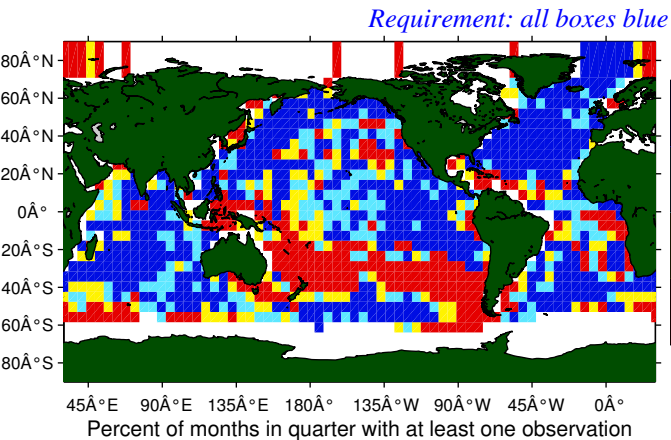 Requirement: all boxes blue
80Â°N
60Â°N
40Â°N
20Â°N
0Â°
20Â°S
40Â°S
60Â°S
80Â°S
45Â°E 90Â°E 135Â°E 180Â° 135Â°W 90Â°W 45Â°W 0Â°
Percent of months in quarter with at least one observation